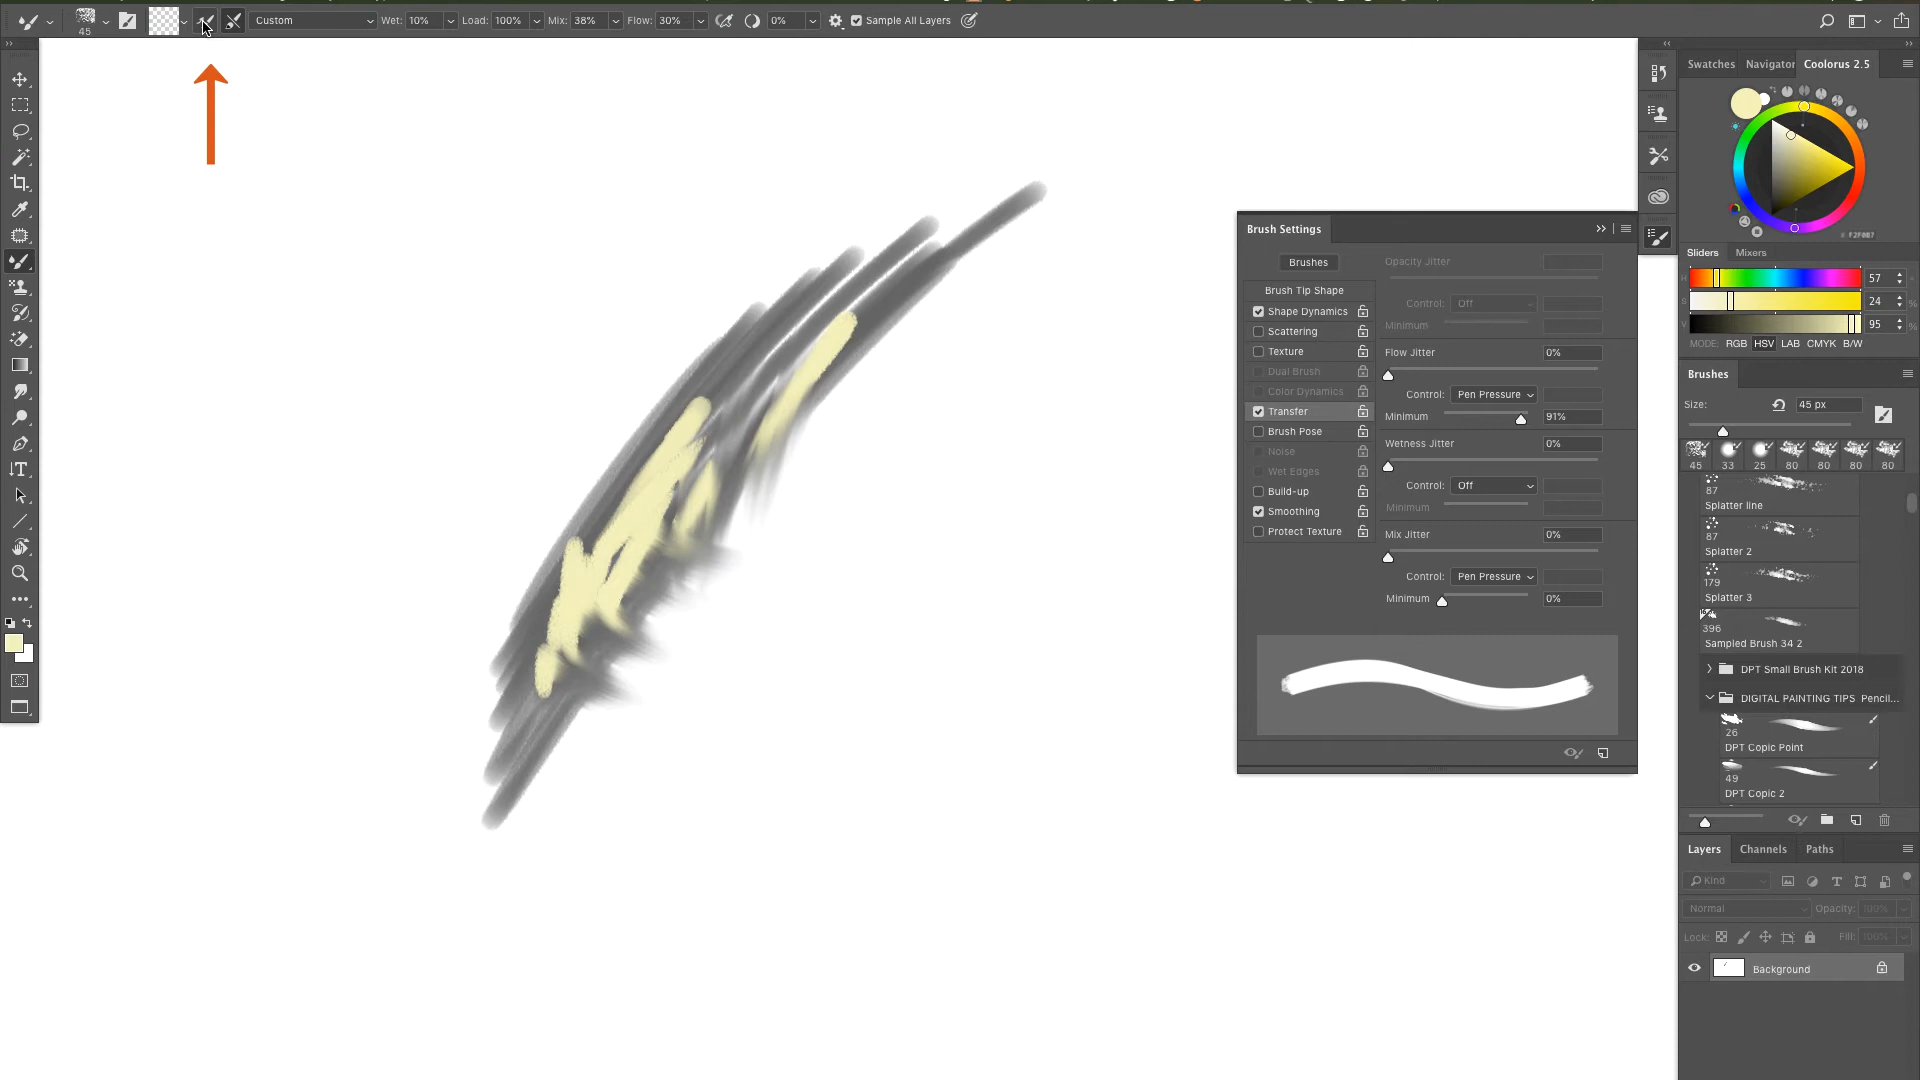 45
Custom
Wet: 10%
Load: 100%
Mix: 38%
Flow: 30%
0%
Sample All Layers
Swatches Navigator Coolorus 2.5
# F2F0B7
Sliders Mixers
H 57 °
S 24 %
V 95 %
MODE: RGB HSV LAB CMYK B/W
Brushes
Size: 45 px
45 33 25 80 80 80 80
87
Splatter line
87
Splatter 2
179
Splatter 3
396
Sampled Brush 34 2
DPT Small Brush Kit 2018
DIGITAL PAINTING TIPS Pencil...
26
DPT Copic Point
49
DPT Copic 2
Layers Channels Paths
Kind
Normal Opacity: 100%
Lock: Fill: 100%
Background
Brush Settings
Brushes
Brush Tip Shape
Shape Dynamics
Scattering
Texture
Dual Brush
Color Dynamics
Transfer
Brush Pose
Noise
Wet Edges
Build-up
Smoothing
Protect Texture
Opacity Jitter
Control: Off
Minimum
Flow Jitter 0%
Control: Pen Pressure
Minimum 91%
Wetness Jitter 0%
Control: Off
Minimum
Mix Jitter 0%
Control: Pen Pressure
Minimum 0%